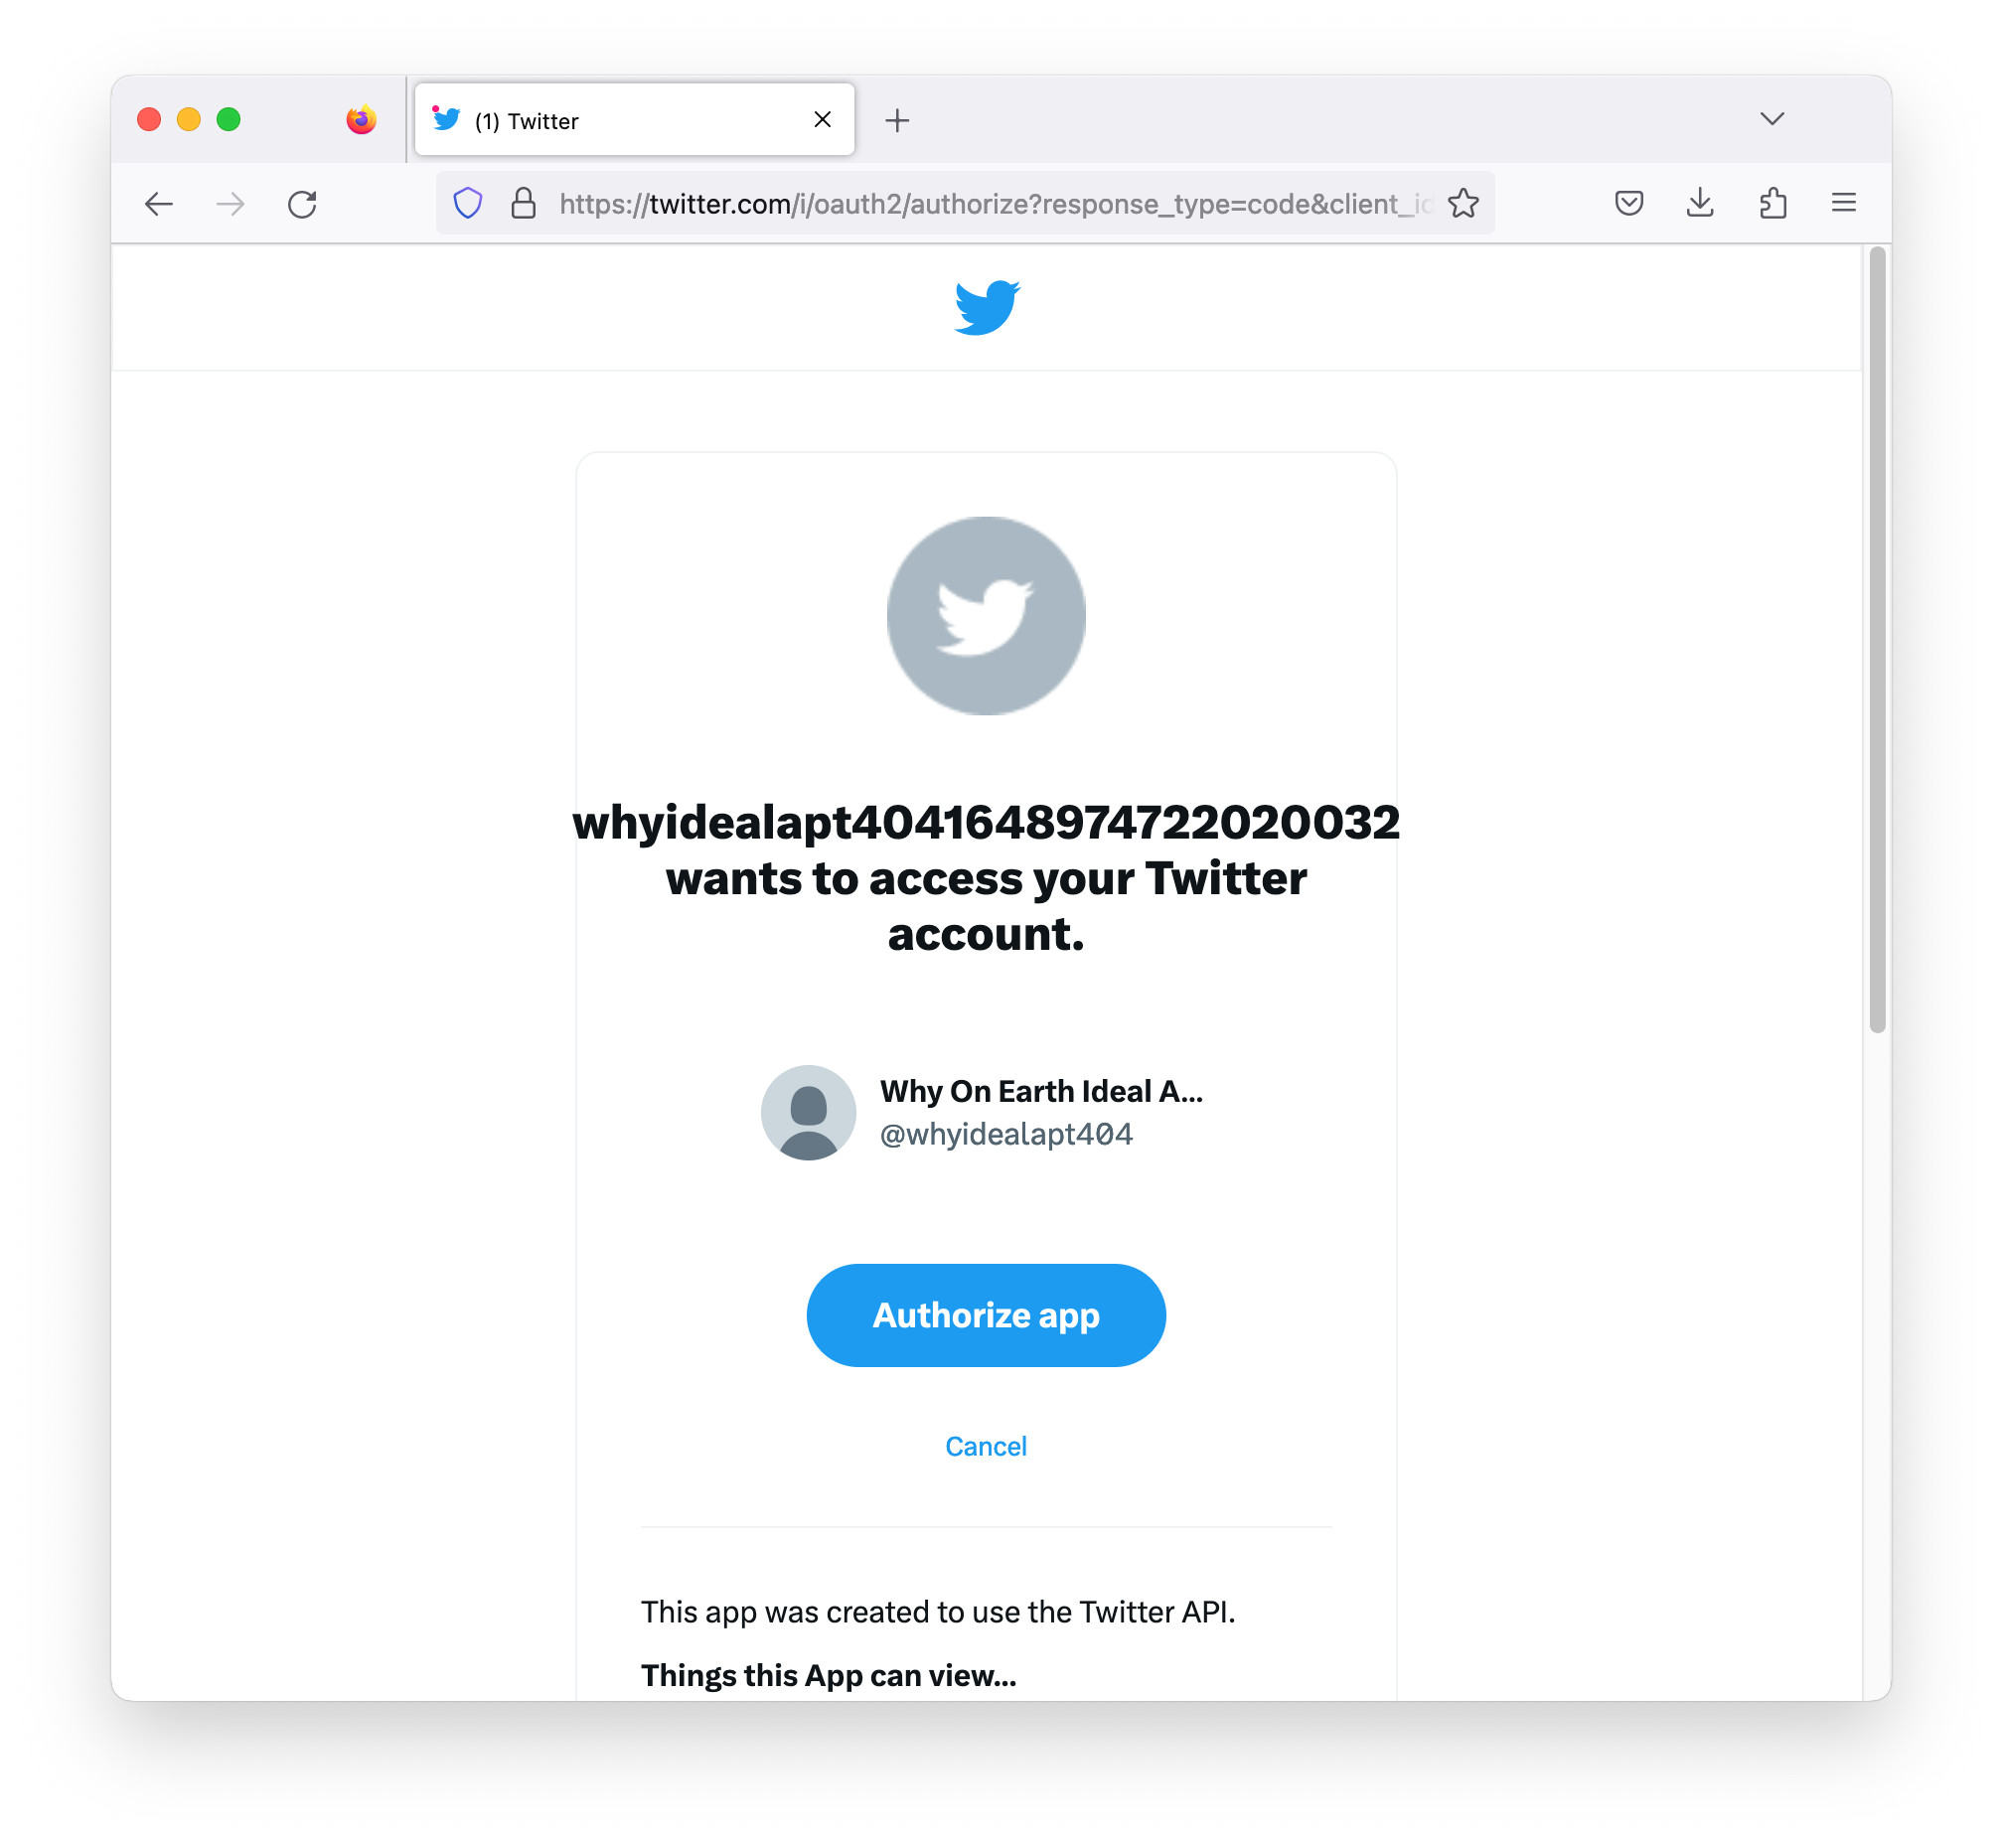 (1) Twitter
https://twitter.com/i/oauth2/authorize?response_type=code&client_id
whyidealapt4041648974722020032
wants to access your Twitter
account.
Why On Earth Ideal A...
@whyidealapt404
Authorize app
Cancel
This app was created to use the Twitter API.
Things this App can view...